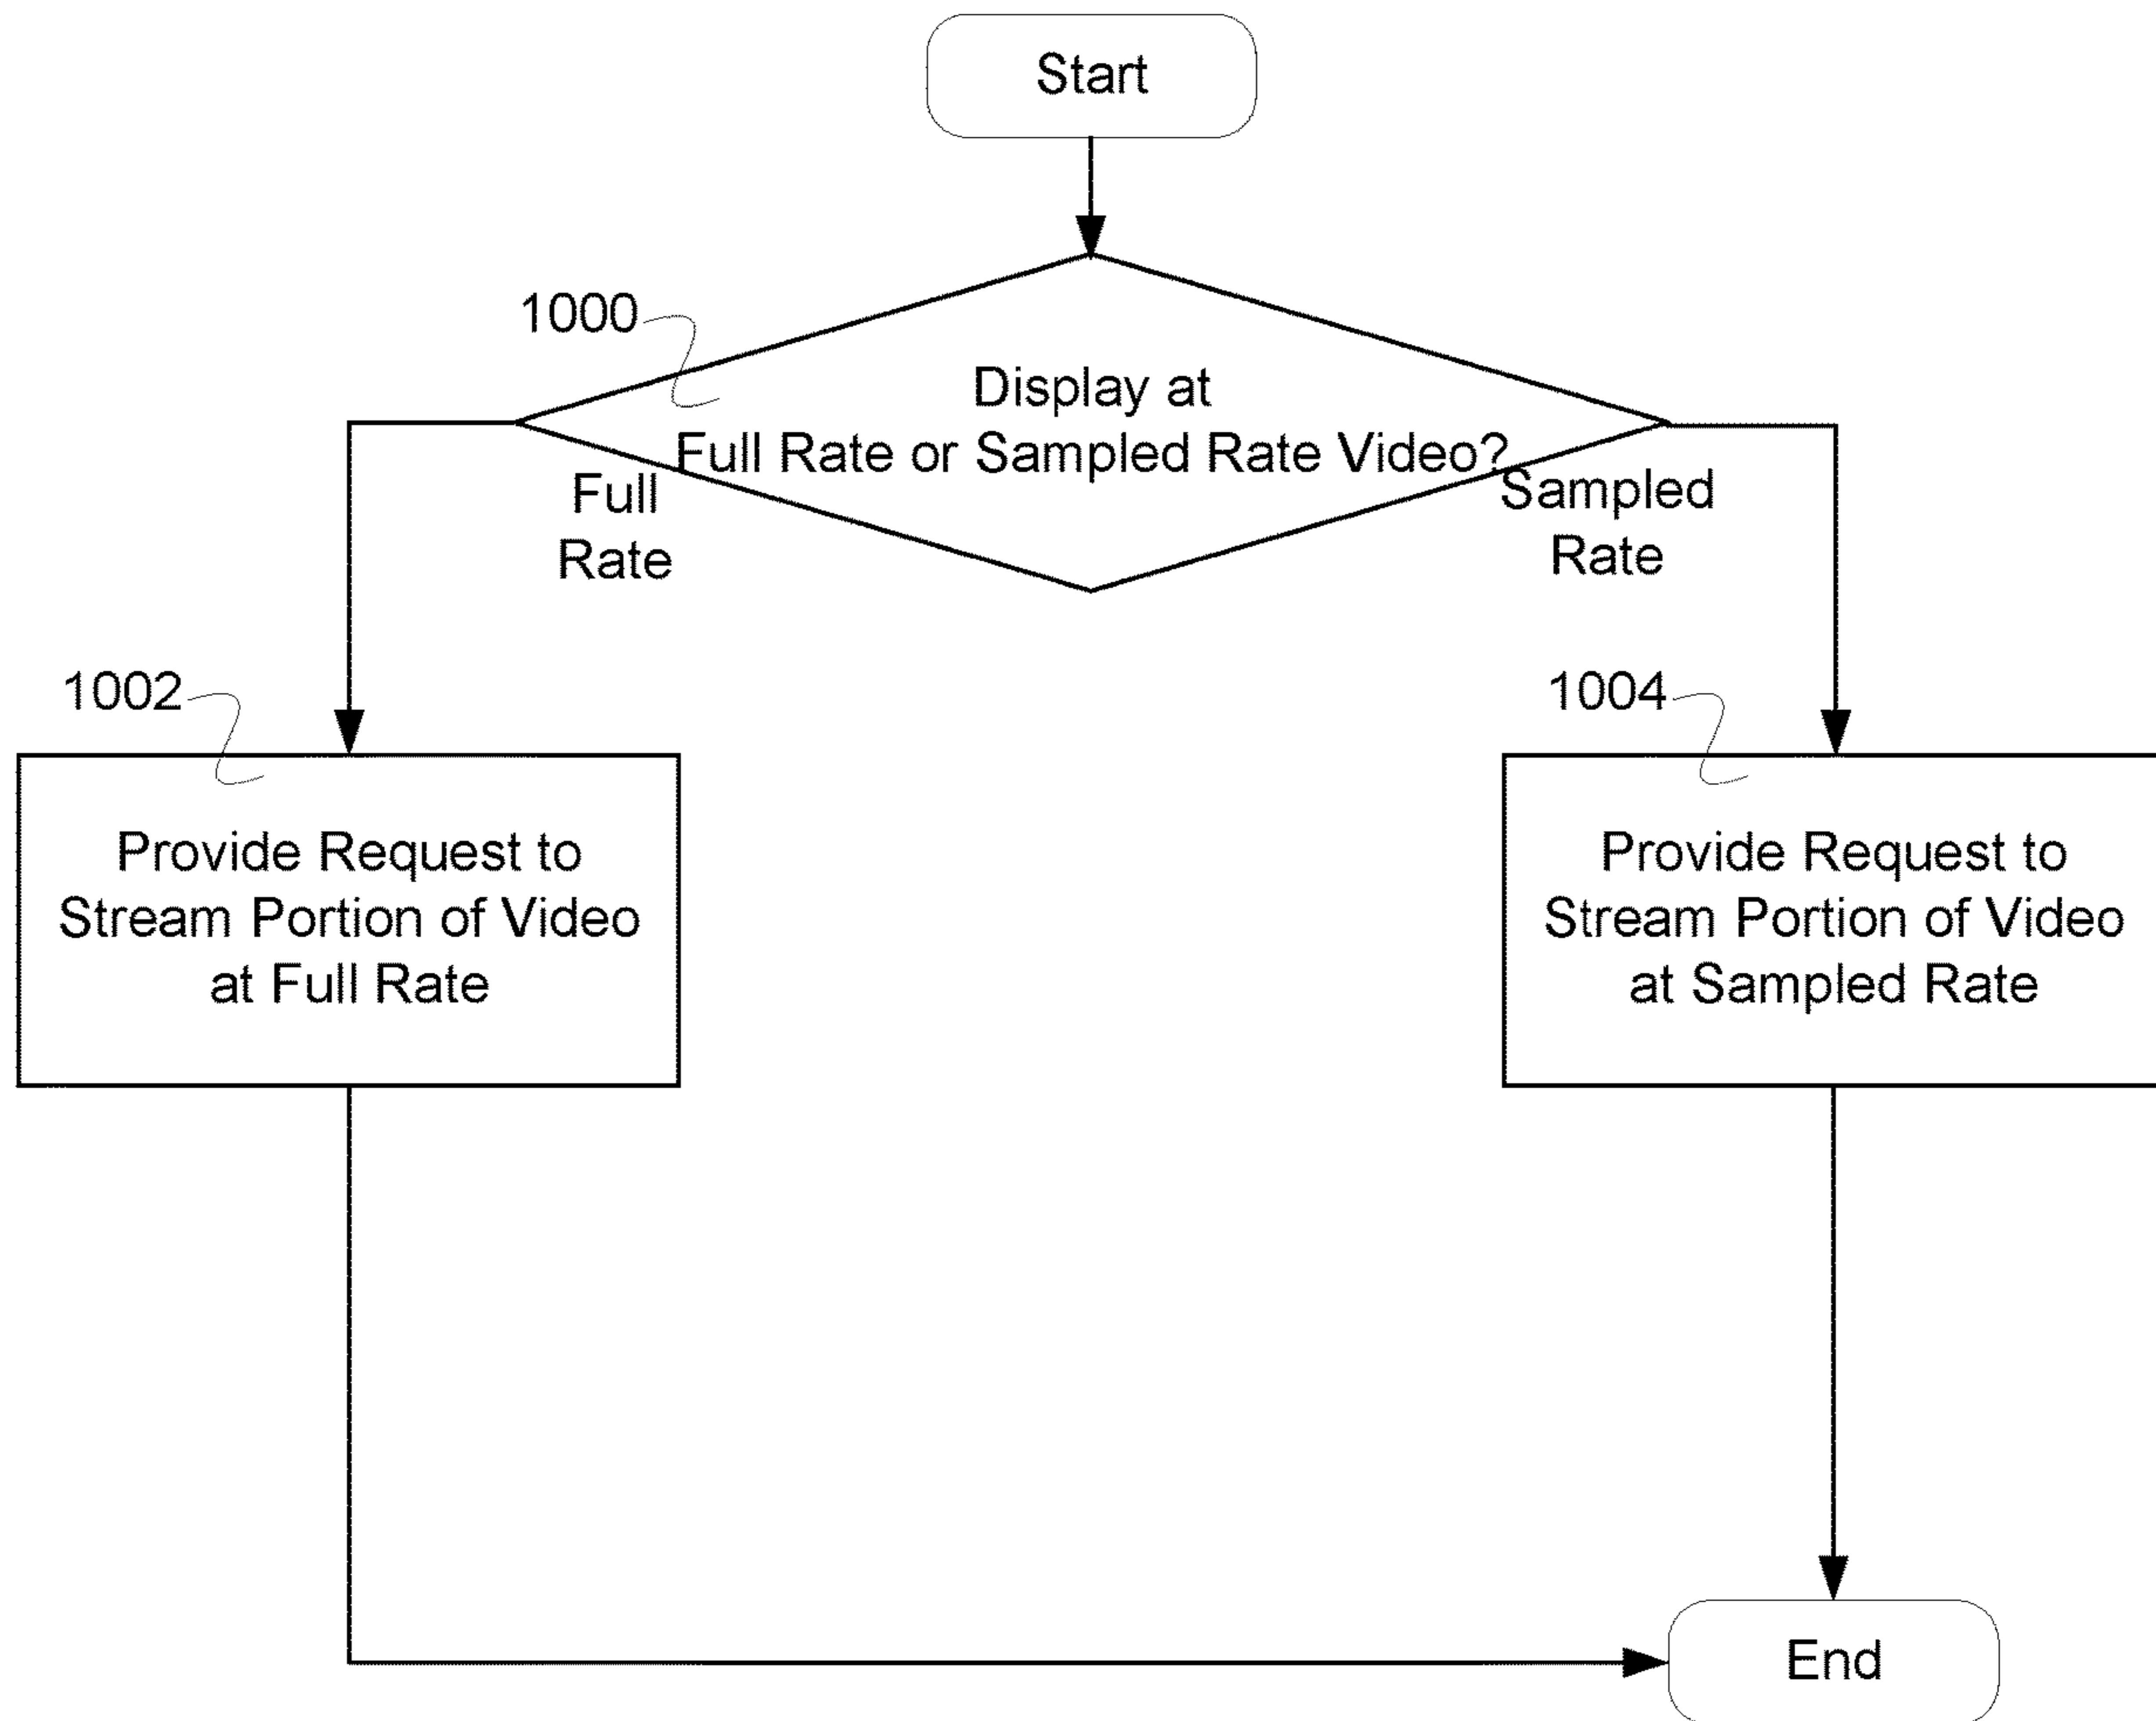 Start
1000
Display at
Full Rate or Sampled Rate Video?
Full
Rate
Sampled
Rate
1002
Provide Request to
Stream Portion of Video
at Full Rate
1004
Provide Request to
Stream Portion of Video
at Sampled Rate
End